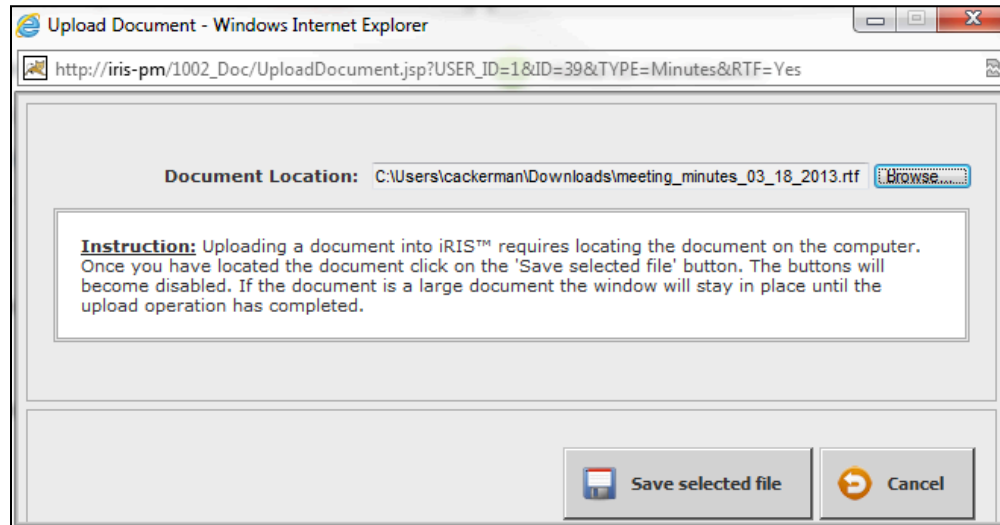 Upload Document - Windows Internet Explorer
http://iris-pm/1002_Doc/UploadDocument.jsp?USER_ID=1&ID=39&TYPE=Minutes&RTF=Yes
Document Location: C:\Users\cackerman\Downloads\meeting_minutes_03_18_2013.rtf Browse...
Instruction: Uploading a document into iRIS™ requires locating the document on the computer.
Once you have located the document click on the 'Save selected file' button. The buttons will
become disabled. If the document is a large document the window will stay in place until the
upload operation has completed.
Save selected file Cancel